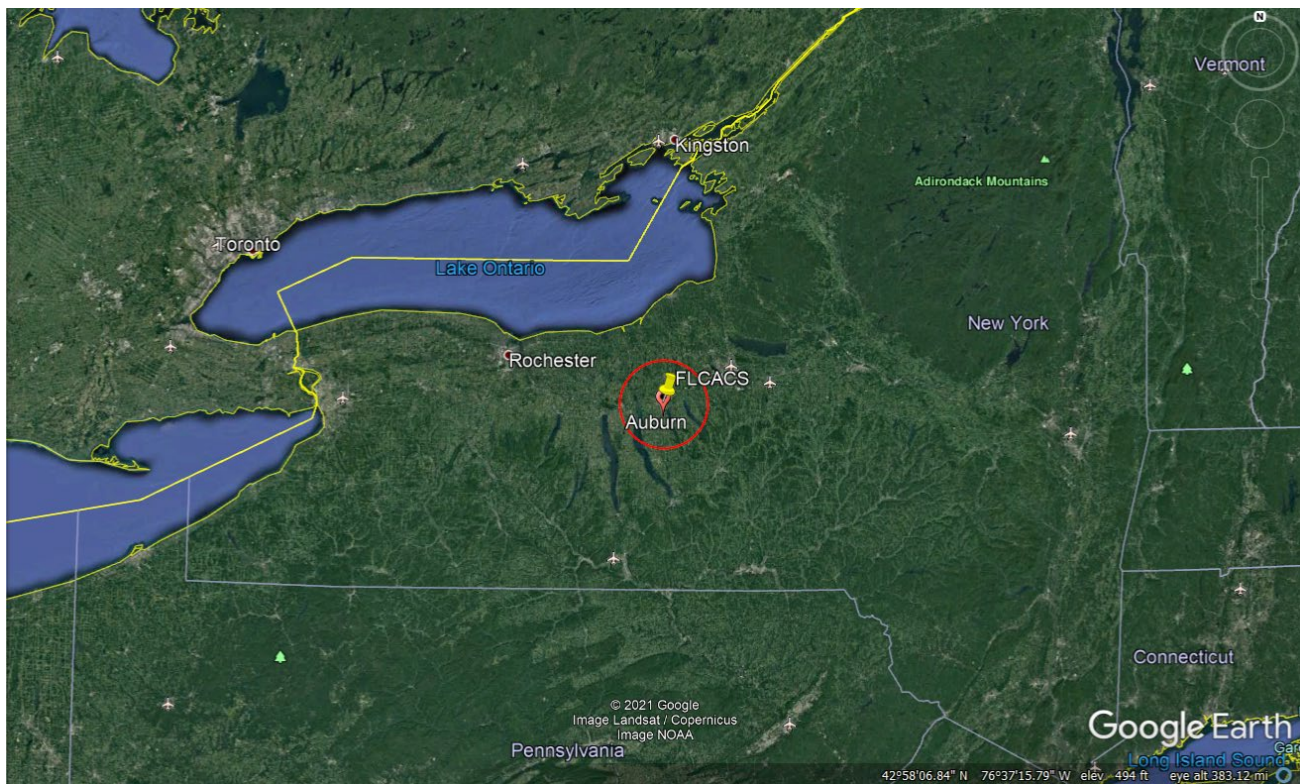 N
Vermont
Kingston
Adirondack Mountains
Toronto
Lake Ontario
New York
Rochester
FLCACS
Auburn
Connecticut
© 2021 Google
Image Landsat / Copernicus
Image NOAA
Pennsylvania
Google Earth
Long Island Sound
42°58'06.84" N 76°37'15.79" W elev 494 ft eye alt 383.12 mi